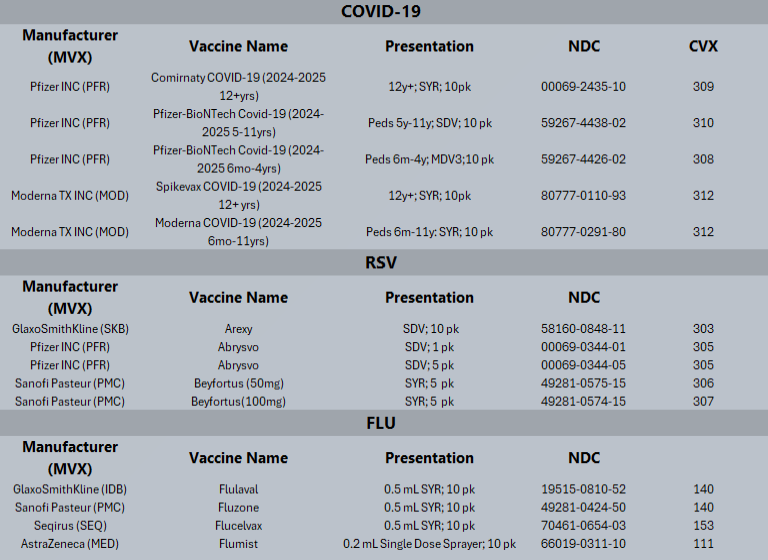 COVID-19
Manufacturer (MVX) Vaccine Name Presentation NDC CVX
Pfizer INC (PFR) Comirnaty COVID-19 (2024-2025 12+yrs) 12y+; SYR; 10pk 00069-2435-10 309
Pfizer INC (PFR) Pfizer-BioNTech Covid-19 (2024-2025 5-11yrs) Peds 5y-11y; SDV; 10 pk 59267-4438-02 310
Pfizer INC (PFR) Pfizer-BioNTech Covid-19 (2024-2025 6mo-4yrs) Peds 6m-4y; MDV3;10 pk 59267-4426-02 308
Moderna TX INC (MOD) Spikevax COVID-19 (2024-2025 12+ yrs) 12y+; SYR; 10pk 80777-0110-93 312
Moderna TX INC (MOD) Moderna COVID-19 (2024-2025 6mo-11yrs) Peds 6m-11y: SYR; 10 pk 80777-0291-80 312
RSV
Manufacturer (MVX) Vaccine Name Presentation NDC
GlaxoSmithKline (SKB) Arexy SDV; 10 pk 58160-0848-11 303
Pfizer INC (PFR) Abrysvo SDV; 1 pk 00069-0344-01 305
Pfizer INC (PFR) Abrysvo SDV; 5 pk 00069-0344-05 305
Sanofi Pasteur (PMC) Beyfortus (50mg) SYR; 5 pk 49281-0575-15 306
Sanofi Pasteur (PMC) Beyfortus(100mg) SYR; 5 pk 49281-0574-15 307
FLU
Manufacturer (MVX) Vaccine Name Presentation NDC
GlaxoSmithKline (IDB) Flulaval 0.5 mL SYR; 10 pk 19515-0810-52 140
Sanofi Pasteur (PMC) Fluzone 0.5 mL SYR; 10 pk 49281-0424-50 140
Seqirus (SEQ) Flucelvax 0.5 mL SYR; 10 pk 70461-0654-03 153
AstraZeneca (MED) Flumist 0.2 mL Single Dose Sprayer; 10 pk 66019-0311-10 111